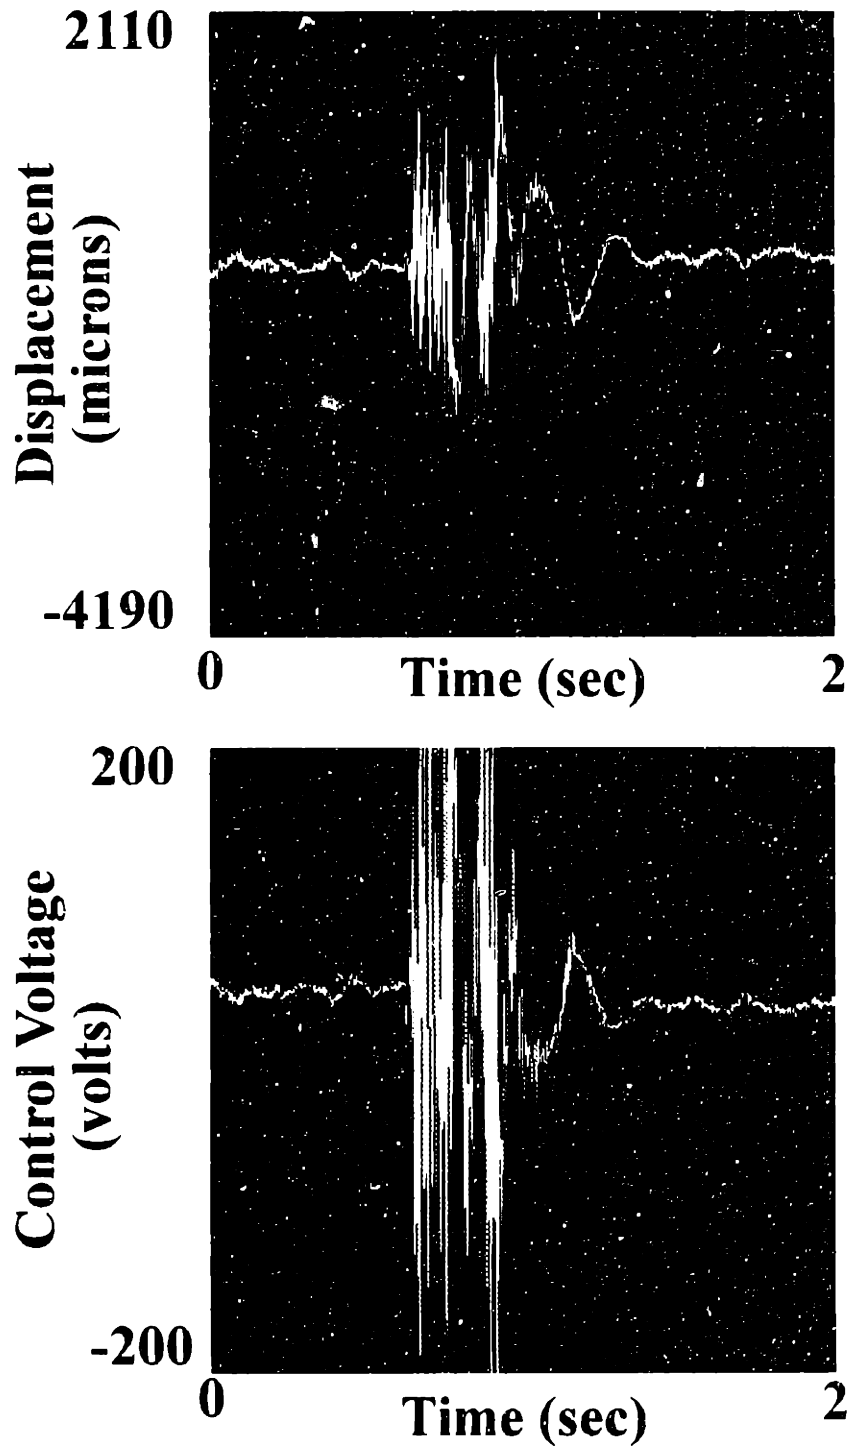 2110
Displacement
(microns)
-4190
0
Time (sec)
2
200
Control Voltage
(volts)
-200
0
Time (sec)
2